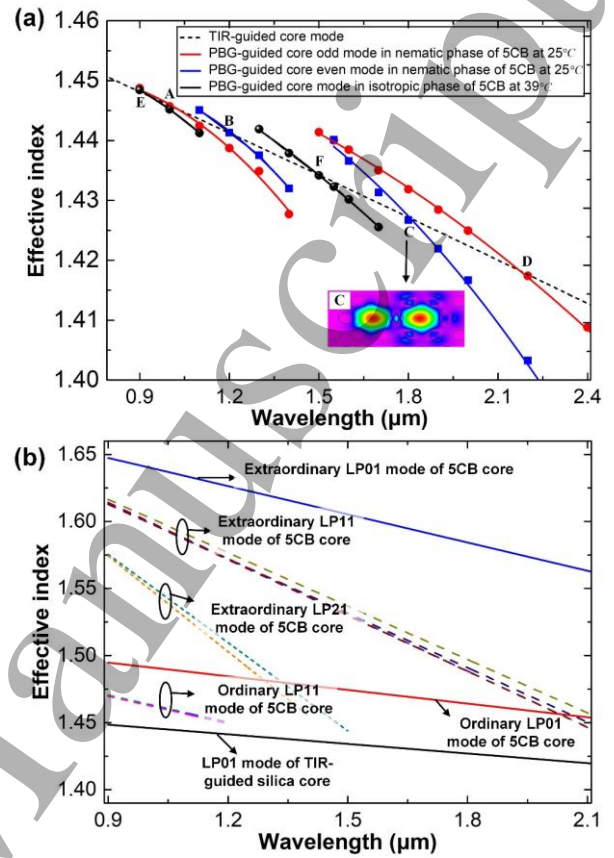 (a)
1.46
1.45
1.44
1.43
1.42
1.41
1.40
Effective index
TIR-guided core mode
PBG-guided core odd mode in nematic phase of 5CB at 25°C
PBG-guided core even mode in nematic phase of 5CB at 25°C
PBG-guided core mode in isotropic phase of 5CB at 39°C
E
A
B
F
C
D
C
0.9 1.2 1.5 1.8 2.1 2.4
Wavelength (μm)
(b)
1.65
1.60
1.55
1.50
1.45
1.40
Effective index
Extraordinary LP01 mode of 5CB core
Extraordinary LP11
mode of 5CB core
Extraordinary LP21
mode of 5CB core
Ordinary LP11
mode of 5CB core
Ordinary LP01
mode of 5CB core
LP01 mode of TIR-
guided silica core
0.9 1.2 1.5 1.8 2.1
Wavelength (μm)